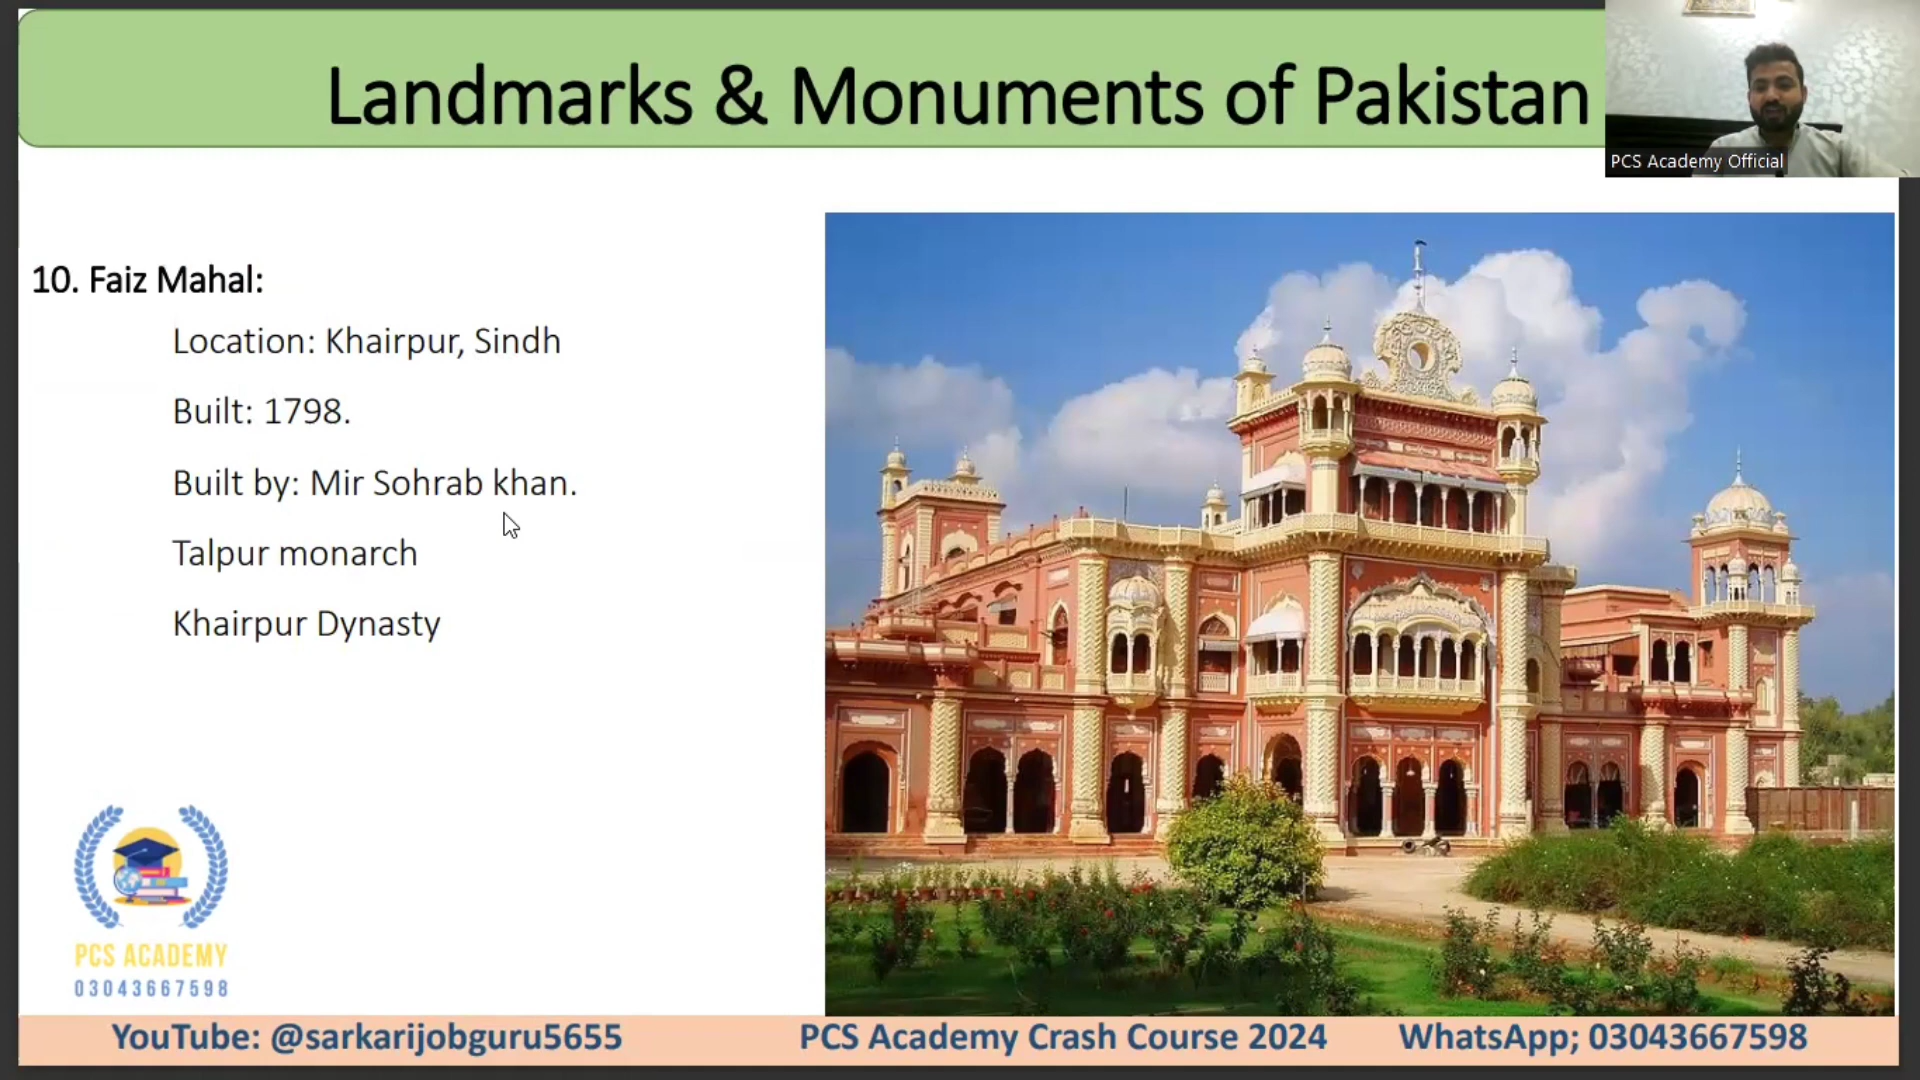 Landmarks & Monuments of Pakistan
PCS Academy Official
10. Faiz Mahal:
Location: Khairpur, Sindh
Built: 1798.
Built by: Mir Sohrab khan.
Talpur monarch
Khairpur Dynasty
PCS ACADEMY
03043667598
YouTube: @sarkarijobguru5655 PCS Academy Crash Course 2024 WhatsApp; 03043667598